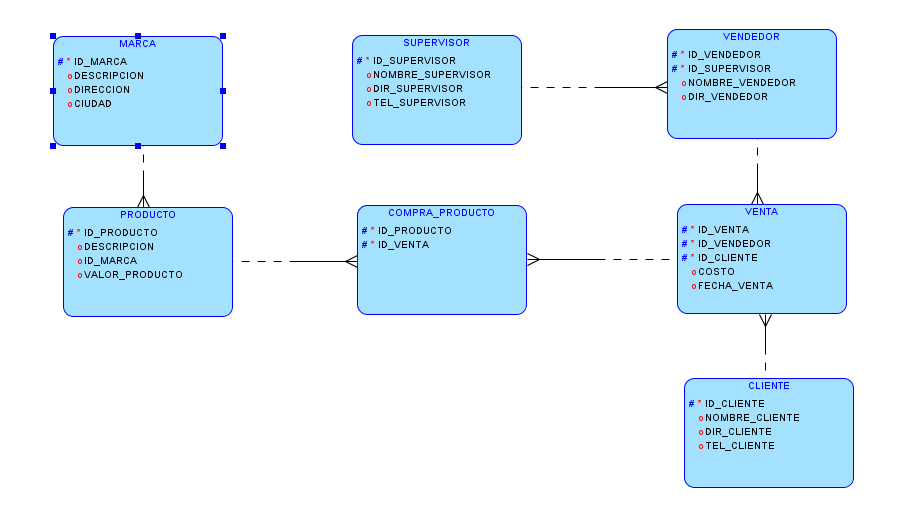 MARCA
# * ID_MARCA
o DESCRIPCION
o DIRECCION
o CIUDAD
SUPERVISOR
# * ID_SUPERVISOR
o NOMBRE_SUPERVISOR
o DIR_SUPERVISOR
o TEL_SUPERVISOR
VENDEDOR
# * ID_VENDEDOR
# * ID_SUPERVISOR
o NOMBRE_VENDEDOR
o DIR_VENDEDOR
PRODUCTO
# * ID_PRODUCTO
o DESCRIPCION
o ID_MARCA
o VALOR_PRODUCTO
COMPRA_PRODUCTO
# * ID_PRODUCTO
# * ID_VENTA
VENTA
# * ID_VENTA
# * ID_VENDEDOR
# * ID_CLIENTE
o COSTO
o FECHA_VENTA
CLIENTE
# * ID_CLIENTE
o NOMBRE_CLIENTE
o DIR_CLIENTE
o TEL_CLIENTE